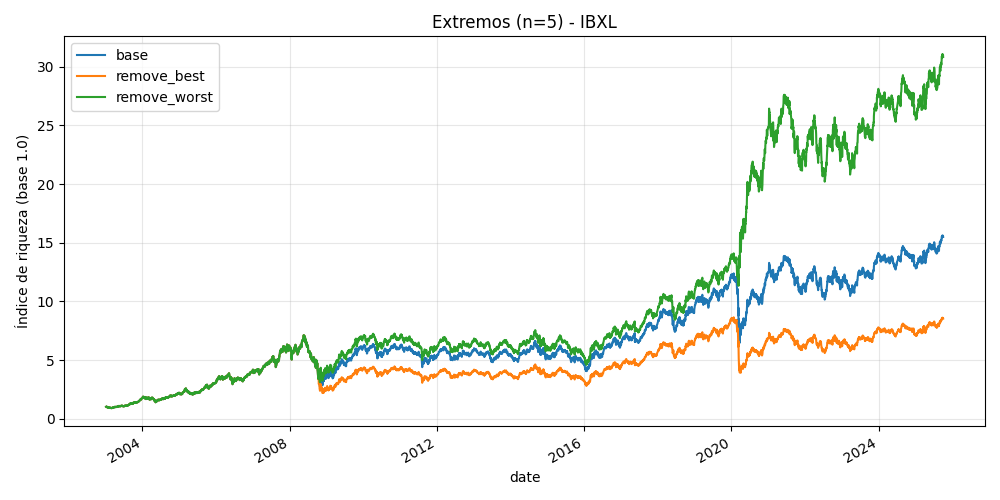 Extremos (n=5) - IBXL
base
remove_best
remove_worst
Índice de riqueza (base 1.0)
30
25
20
15
10
5
0
2004
2008
2012
2016
2020
2024
date